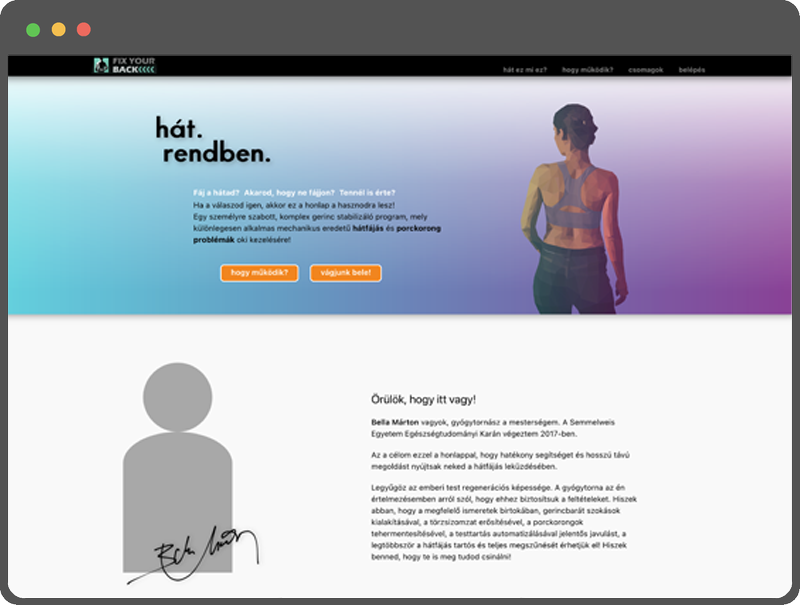 FIX YOUR
BACK
hát ez mi ez? hogy működik? csomagok belépés
hát.
rendben.
Fáj a hátad? Akarod, hogy ne fájjon? Tennél is érte?
Ha a válaszod igen, akkor ez a honlap a hasznodra lesz!
Egy személyre szabott, komplex gerinc stabilizáló program, mely
különlegesen alkalmas mechanikus eredetű hátfájás és porckorong
problémák oki kezelésére!
hogy működik? vágjunk bele!
Örülök, hogy itt vagy!
Bella Márton vagyok, gyógytornász a mesterségem. A Semmelweis
Egyetem Egészségtudományi Karán végeztem 2017-ben.
Az a célom ezzel a honlappal, hogy hatékony segítséget és hosszú távú
megoldást nyújtsak neked a hátfájás leküzdésében.
Legyűgöz az emberi test regenerációs képessége. A gyógytorna az én
értelmezésemben arról szól, hogy ehhez biztosítsuk a feltételeket. Hiszek
abban, hogy a megfelelő ismeretek birtokában, gerincbarát szokások
kialakításával, a törzsizomzat erősítésével, a porckorongok
tehermentesítésével, a testtartás automatizálásával jelentős javulást, a
legtöbbször a hátfájás tartós és teljes megszűnését érhetjük el! Hiszek
benned, hogy te is meg tudod csinálni!